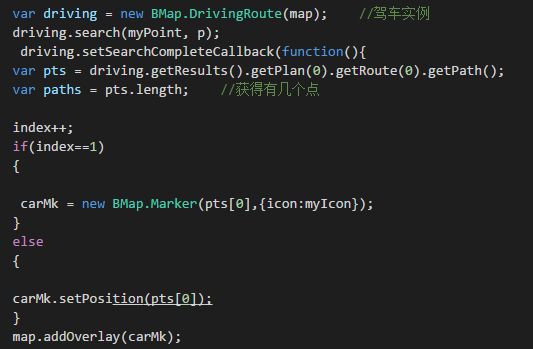 var driving = new BMap.DrivingRoute(map);    //驾车实例
driving.search(myPoint, p);
 driving.setSearchCompleteCallback(function(){
var pts = driving.getResults().getPlan(0).getRoute(0).getPath();
var paths = pts.length;    //获得有几个点
index++;
if(index==1)
{
 carMk = new BMap.Marker(pts[0],{icon:myIcon});
}
else
{
carMk.setPosition(pts[0]);
}
map.addOverlay(carMk);